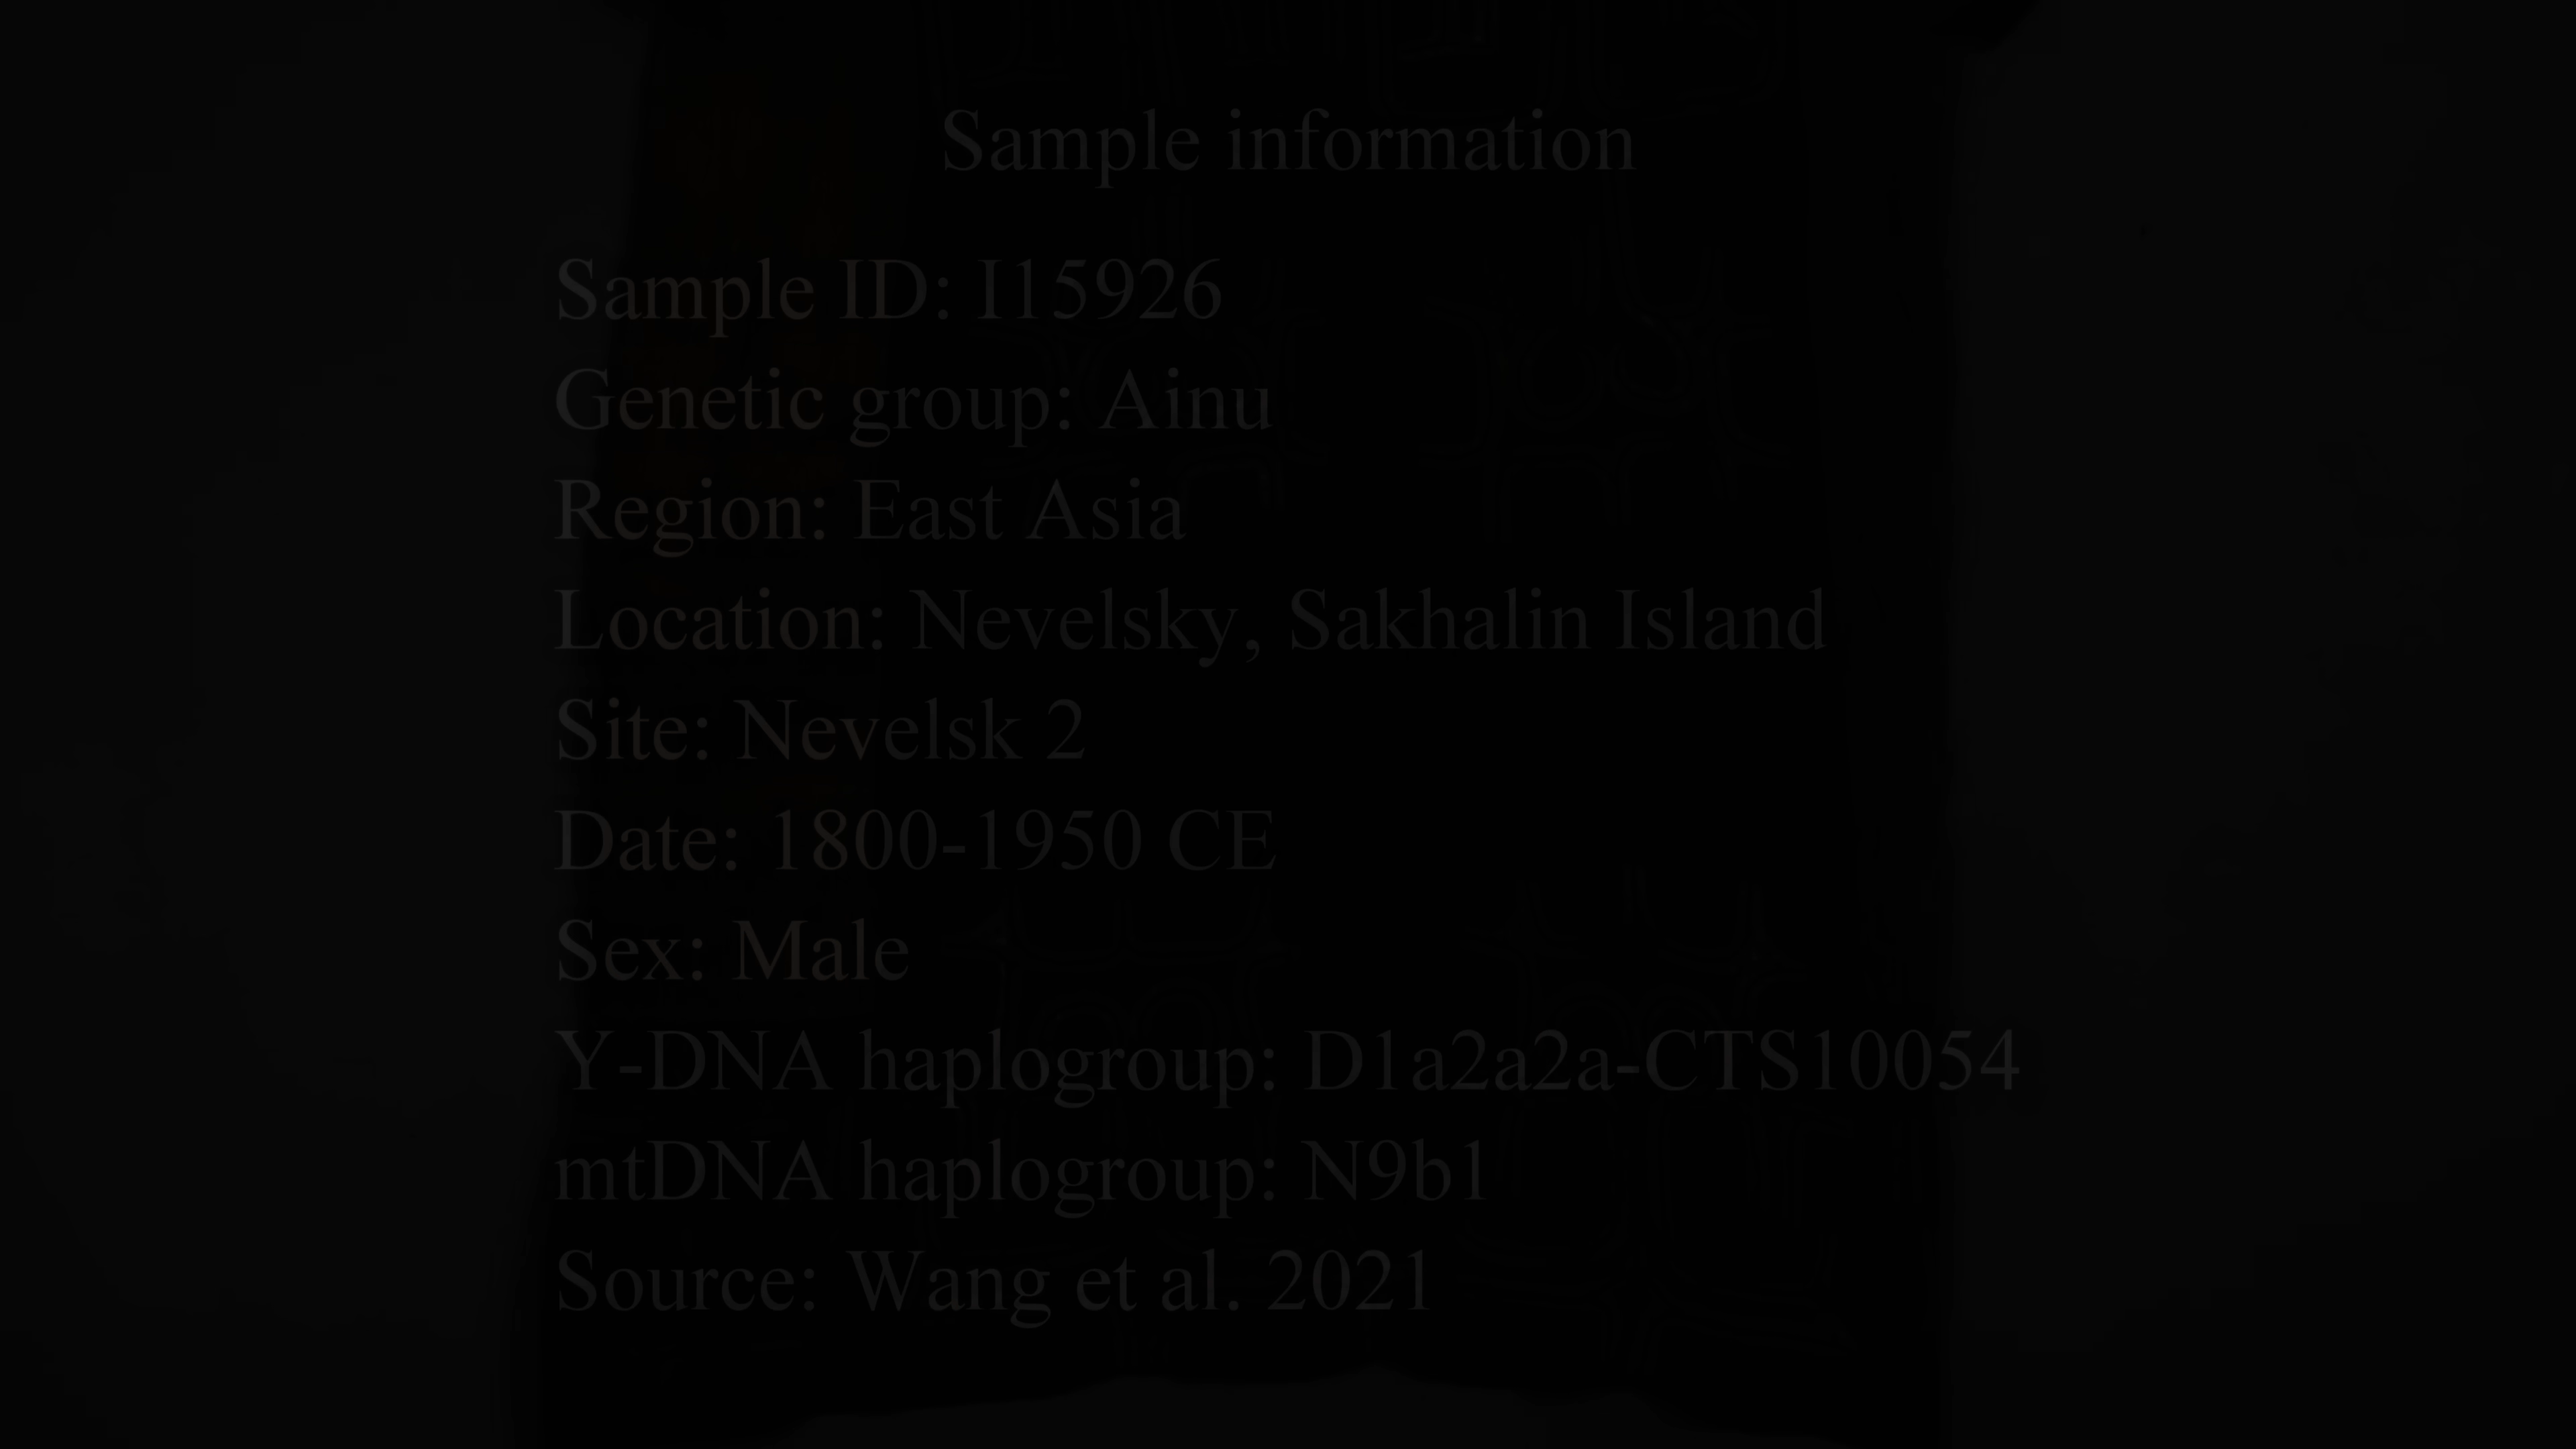 Sample information
Sample ID: I15926
Genetic group: Ainu
Region: East Asia
Location: Nevelsky, Sakhalin Island
Site: Nevelsk 2
Date: 1800-1950 CE
Sex: Male
Y-DNA haplogroup: D1a2a2a-CTS10054
mtDNA haplogroup: N9b1
Source: Wang et al. 2021